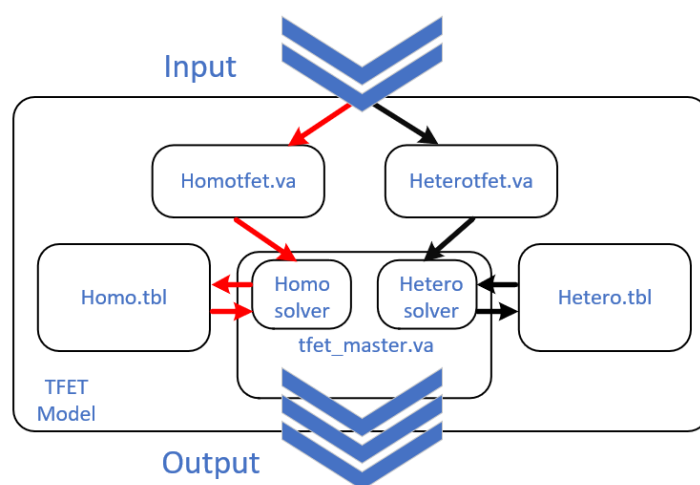 Input
Homotfet.va
Heterotfet.va
Homo.tbl
Homo
solver
Hetero
solver
Hetero.tbl
tfet_master.va
TFET
Model
Output